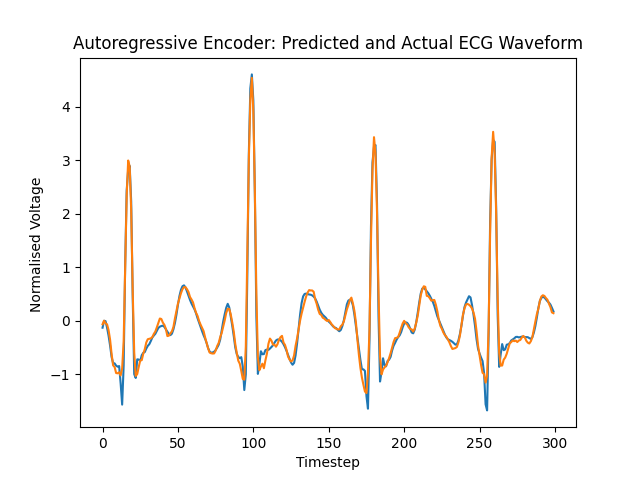 Autoregressive Encoder: Predicted and Actual ECG Waveform
Normalised Voltage
4
3
2
1
0
−1
0 50 100 150 200 250 300
Timestep